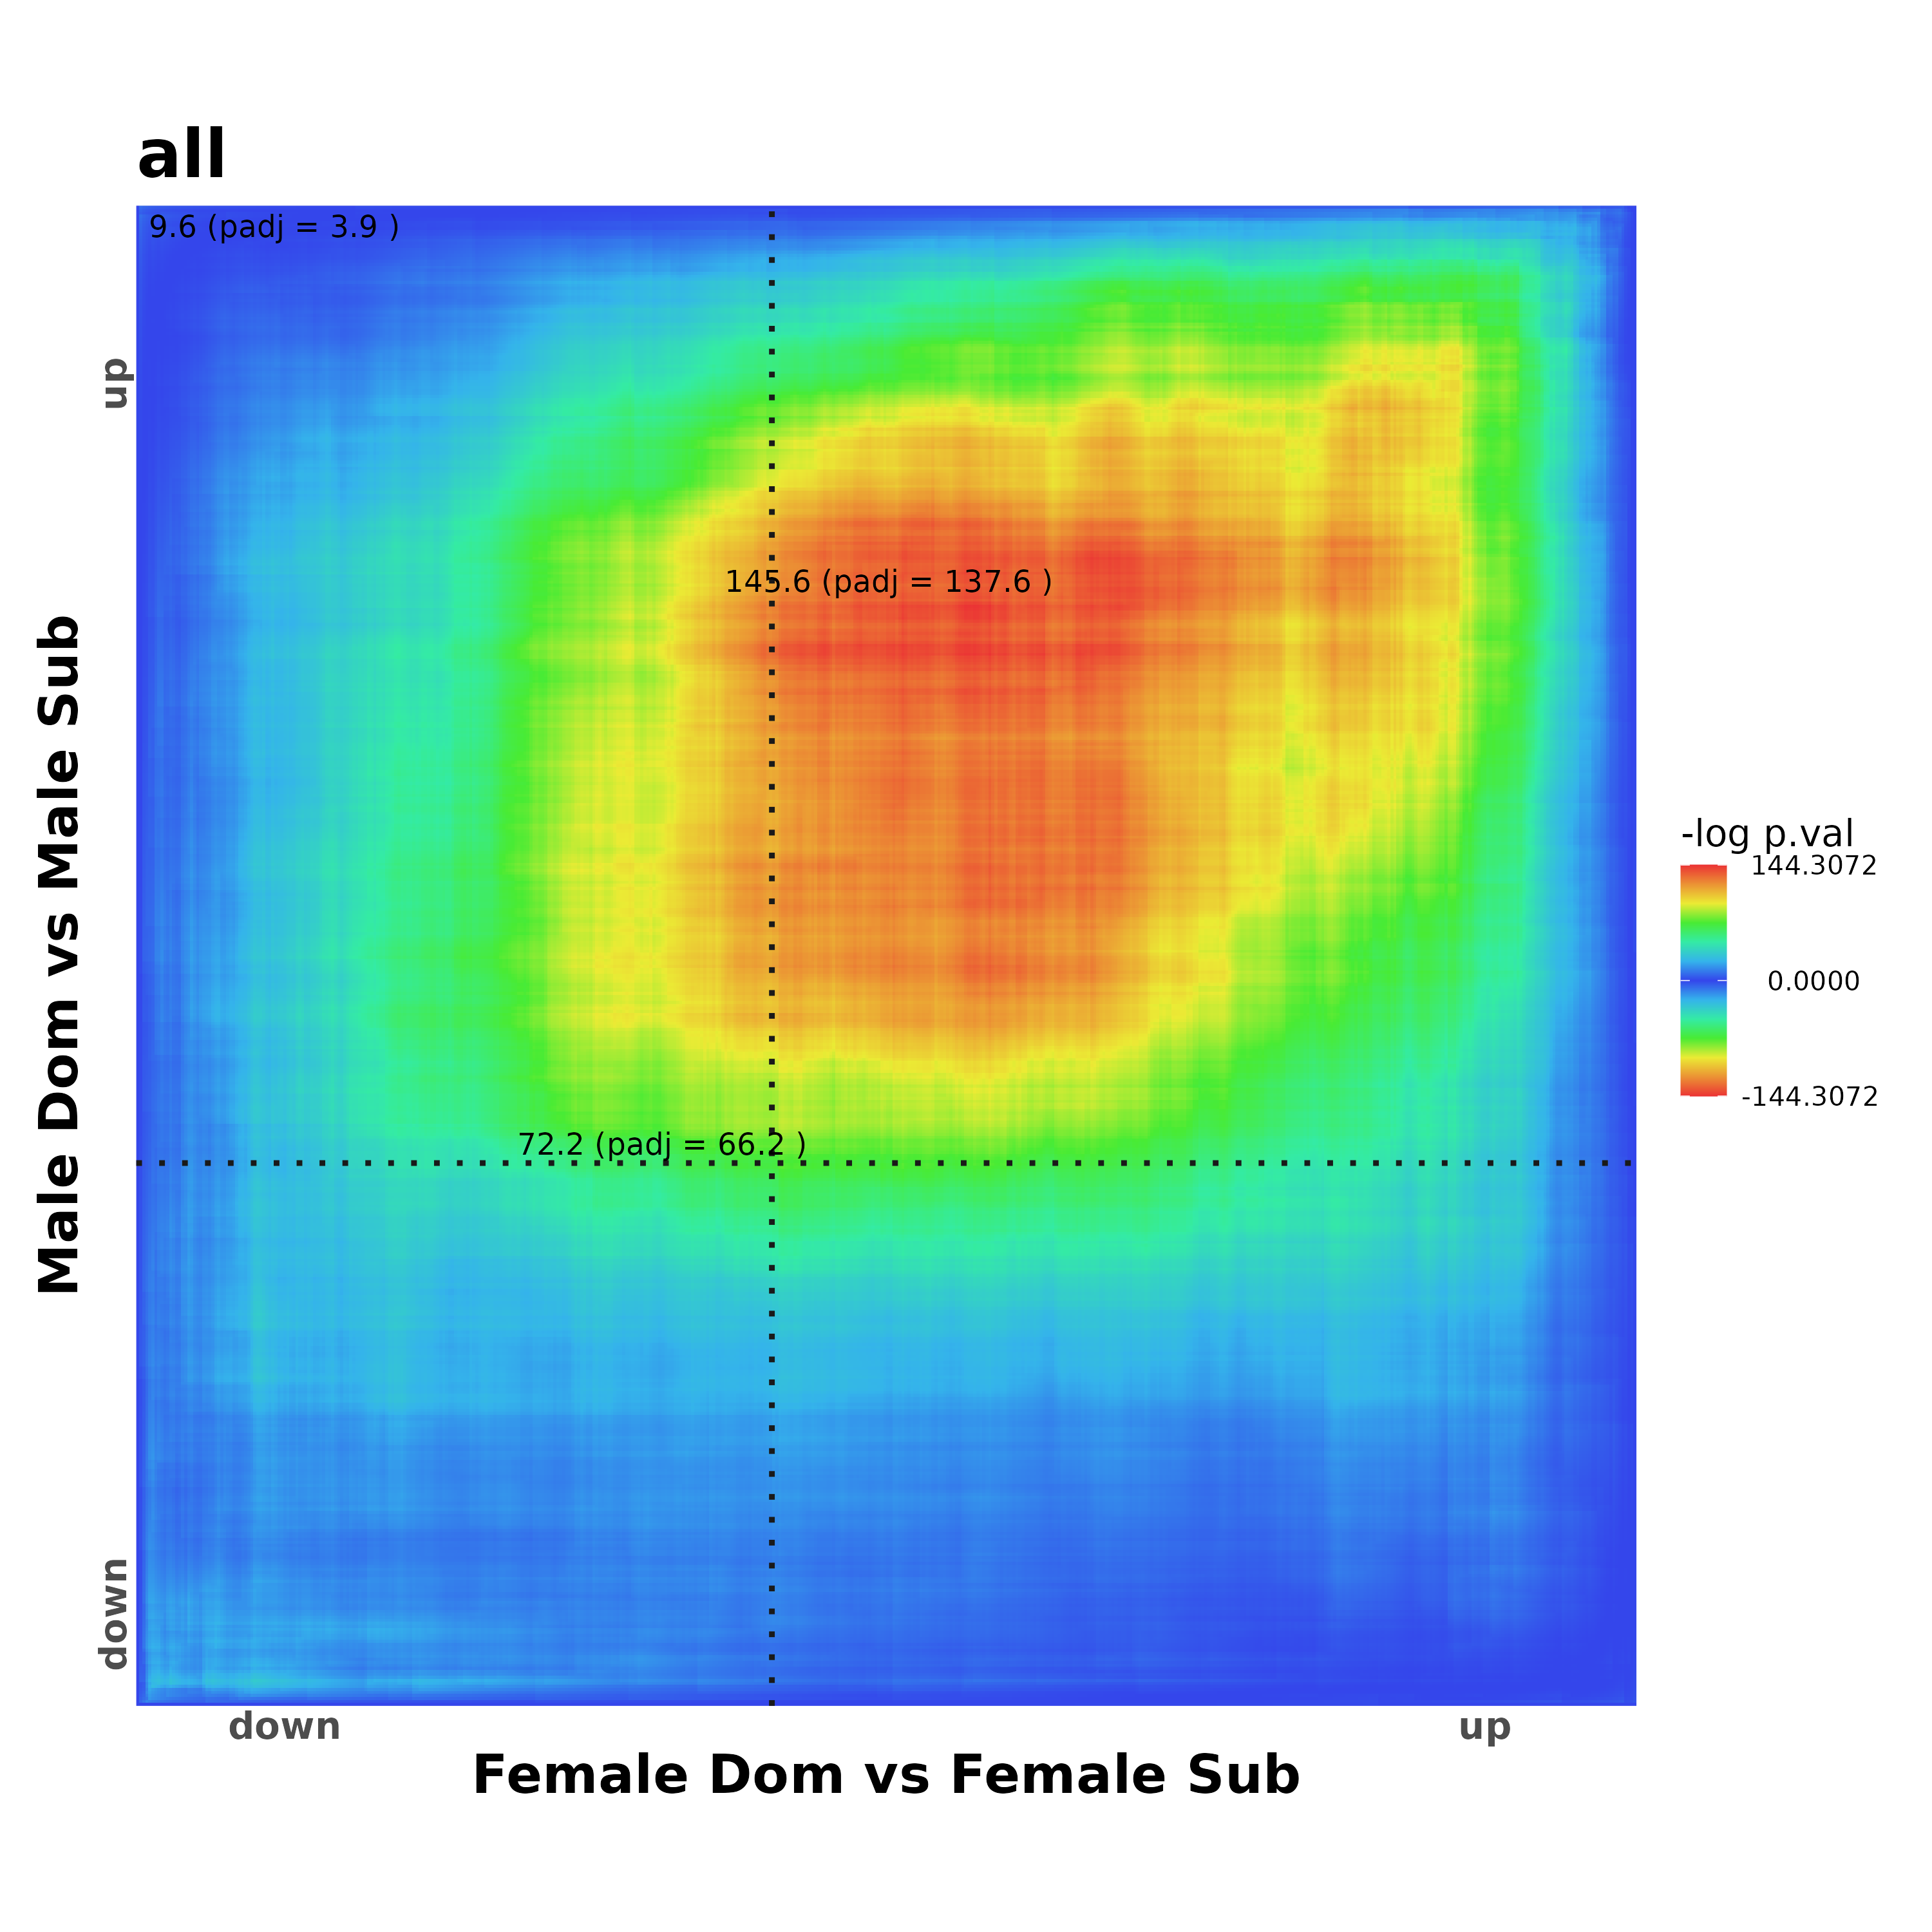 all
9.6 (padj = 3.9 )
up
145.6 (padj = 137.6 )
Male Dom vs Male Sub
-log p.val
144.3072
0.0000
-144.3072
72.2 (padj = 66.2 )
down
down
up
Female Dom vs Female Sub